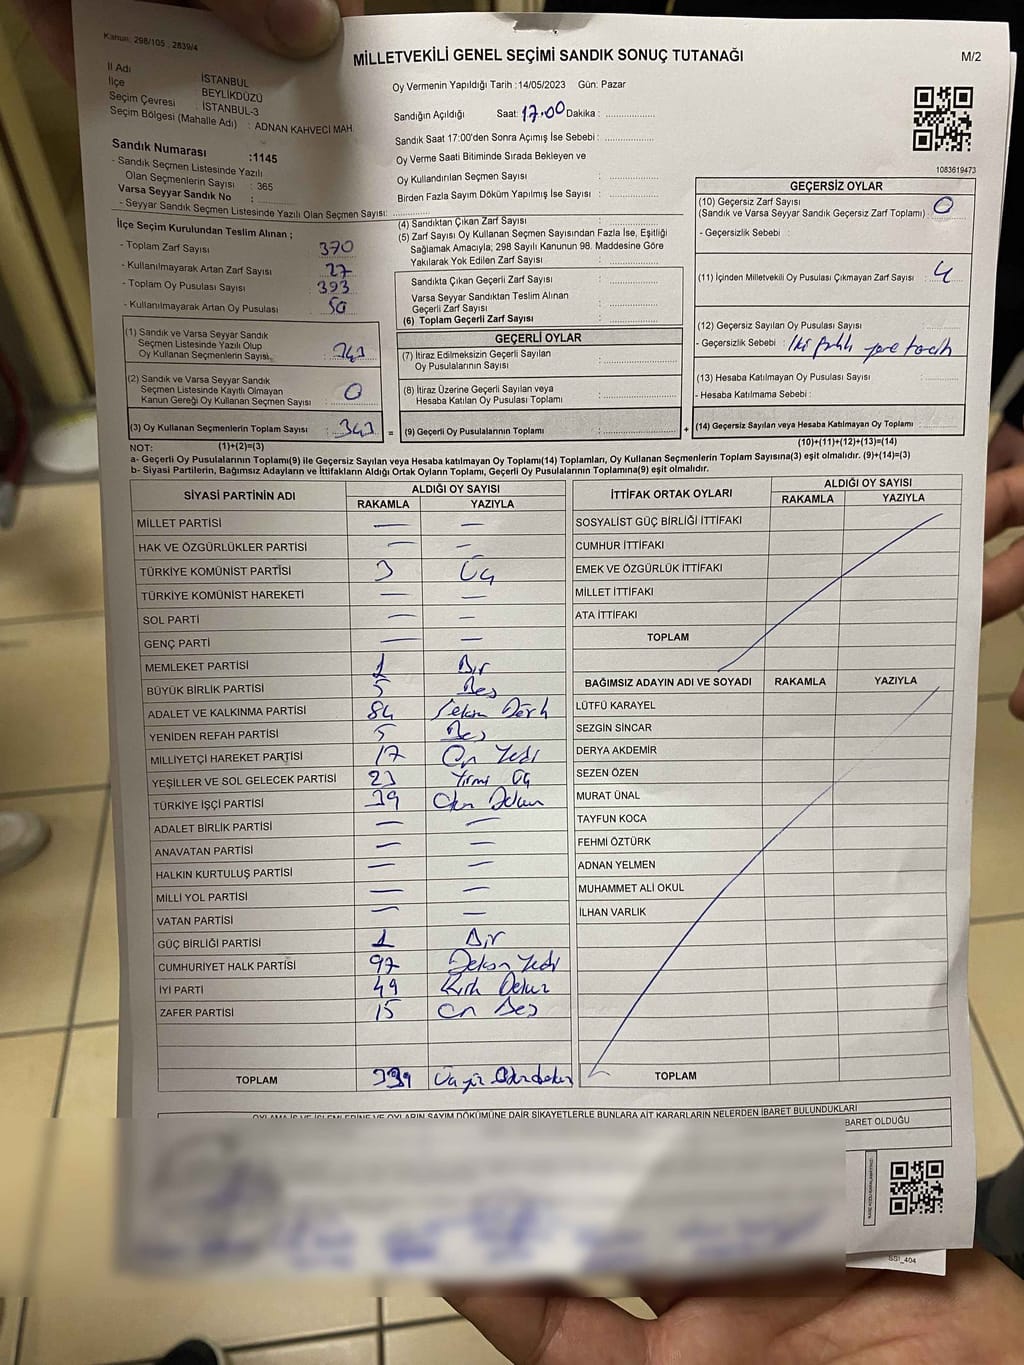 Kanun: 298/105 . 2839/4
MİLLETVEKİLİ GENEL SEÇİMİ SANDIK SONUÇ TUTANAĞI
M/2
İl Adı : İSTANBUL
İlçe : BEYLİKDÜZÜ
Seçim Çevresi : İSTANBUL-3
Seçim Bölgesi (Mahalle Adı) : ADNAN KAHVECİ MAH.
Sandık Numarası :1145
- Sandık Seçmen Listesinde Yazılı
Olan Seçmenlerin Sayısı : 365
Varsa Seyyar Sandık No :
- Seyyar Sandık Seçmen Listesinde Yazılı Olan Seçmen Sayısı:
Oy Vermenin Yapıldığı Tarih :14/05/2023 Gün: Pazar
Sandığın Açıldığı Saat: 17.00 Dakika :
Sandık Saat 17:00'den Sonra Açımış İse Sebebi :
Oy Verme Saati Bitiminde Sırada Bekleyen ve
Oy Kullandırılan Seçmen Sayısı :
Birden Fazla Sayım Döküm Yapılmış İse Sayısı :
1083619473
İlçe Seçim Kurulundan Teslim Alınan ;
- Toplam Zarf Sayısı : 370
- Kullanılmayarak Artan Zarf Sayısı : 27
- Toplam Oy Pusulası Sayısı : 393
- Kullanılmayarak Artan Oy Pusulası : 50
(1) Sandık ve Varsa Seyyar Sandık
Seçmen Listesinde Yazılı Olup
Oy Kullanan Seçmenlerin Sayısı : 343
(2) Sandık ve Varsa Seyyar Sandık
Seçmen Listesinde Kayıtlı Olmayan
Kanun Gereği Oy Kullanan Seçmen Sayısı : 0
(3) Oy Kullanan Seçmenlerin Toplam Sayısı : 343 =
(1)+(2)=(3)
(4) Sandıktan Çıkan Zarf Sayısı :
(5) Zarf Sayısı Oy Kullanan Seçmen Sayısından Fazla İse, Eşitliği
Sağlamak Amacıyla; 298 Sayılı Kanunun 98. Maddesine Göre
Yakılarak Yok Edilen Zarf Sayısı :
Sandıkta Çıkan Geçerli Zarf Sayısı :
Varsa Seyyar Sandıktan Teslim Alınan
Geçerli Zarf Sayısı :
(6) Toplam Geçerli Zarf Sayısı :
GEÇERLİ OYLAR
(7) İtiraz Edilmeksizin Geçerli Sayılan
Oy Pusulalarının Sayısı :
(8) İtiraz Üzerine Geçerli Sayılan veya
Hesaba Katılan Oy Pusulası Toplamı :
(9) Geçerli Oy Pusulalarının Toplamı : +
GEÇERSİZ OYLAR
(10) Geçersiz Zarf Sayısı
(Sandık ve Varsa Seyyar Sandık Geçersiz Zarf Toplamı) : 0
- Geçersizlik Sebebi :
(11) İçinden Milletvekili Oy Pusulası Çıkmayan Zarf Sayısı : 4
(12) Geçersiz Sayılan Oy Pusulası Sayısı :
- Geçersizlik Sebebi : İki farklı yere tercih
(13) Hesaba Katılmayan Oy Pusulası Sayısı :
- Hesaba Katılmama Sebebi :
(14) Geçersiz Sayılan veya Hesaba Katılmayan Oy Toplamı :
(10)+(11)+(12)+(13)=(14)
NOT:
a- Geçerli Oy Pusulalarının Toplamı(9) ile Geçersiz Sayılan veya Hesaba katılmayan Oy Toplamı(14) Toplamları, Oy Kullanan Seçmenlerin Toplam Sayısına(3) eşit olmalıdır. (9)+(14)=(3)
b- Siyasi Partilerin, Bağımsız Adayların ve İttifakların Aldığı Ortak Oyların Toplamı, Geçerli Oy Pusulalarının Toplamına(9) eşit olmalıdır.
SİYASİ PARTİNİN ADI ALDIĞI OY SAYISI
RAKAMLA YAZIYLA
MİLLET PARTİSİ — —
HAK VE ÖZGÜRLÜKLER PARTİSİ — —
TÜRKİYE KOMÜNİST PARTİSİ 3 Üç
TÜRKİYE KOMÜNİST HAREKETİ — —
SOL PARTİ — —
GENÇ PARTİ — —
MEMLEKET PARTİSİ 1 Bir
BÜYÜK BİRLİK PARTİSİ 5 Beş
ADALET VE KALKINMA PARTİSİ 84 Seksen Dört
YENİDEN REFAH PARTİSİ 5 Beş
MİLLİYETÇİ HAREKET PARTİSİ 17 On Yedi
YEŞİLLER VE SOL GELECEK PARTİSİ 23 Yirmi Üç
TÜRKİYE İŞÇİ PARTİSİ 39 Otuz Dokuz
ADALET BİRLİK PARTİSİ — —
ANAVATAN PARTİSİ — —
HALKIN KURTULUŞ PARTİSİ — —
MİLLİ YOL PARTİSİ — —
VATAN PARTİSİ — —
GÜÇ BİRLİĞİ PARTİSİ 1 Bir
CUMHURİYET HALK PARTİSİ 97 Doksan Yedi
İYİ PARTİ 49 Kırk Dokuz
ZAFER PARTİSİ 15 On Beş
TOPLAM 339 Üçyüz Otuzdokuz
İTTİFAK ORTAK OYLARI ALDIĞI OY SAYISI
RAKAMLA YAZIYLA
SOSYALİST GÜÇ BİRLİĞİ İTTİFAKI
CUMHUR İTTİFAKI
EMEK VE ÖZGÜRLÜK İTTİFAKI
MİLLET İTTİFAKI
ATA İTTİFAKI
TOPLAM
BAĞIMSIZ ADAYIN ADI VE SOYADI RAKAMLA YAZIYLA
LÜTFÜ KARAYEL
SEZGİN SİNCAR
DERYA AKDEMİR
SEZEN ÖZEN
MURAT ÜNAL
TAYFUN KOCA
FEHMİ ÖZTÜRK
ADNAN YELMEN
MUHAMMET ALİ OKUL
İLHAN VARLIK
TOPLAM
OYLAMA İŞ VE İŞLEMLERİNE VE OYLARIN SAYIM DÖKÜMÜNE DAİR ŞİKAYETLERLE BUNLARA AİT KARARLARIN NELERDEN İBARET BULUNDUKLARI
BARET OLDUĞU
SSI_404